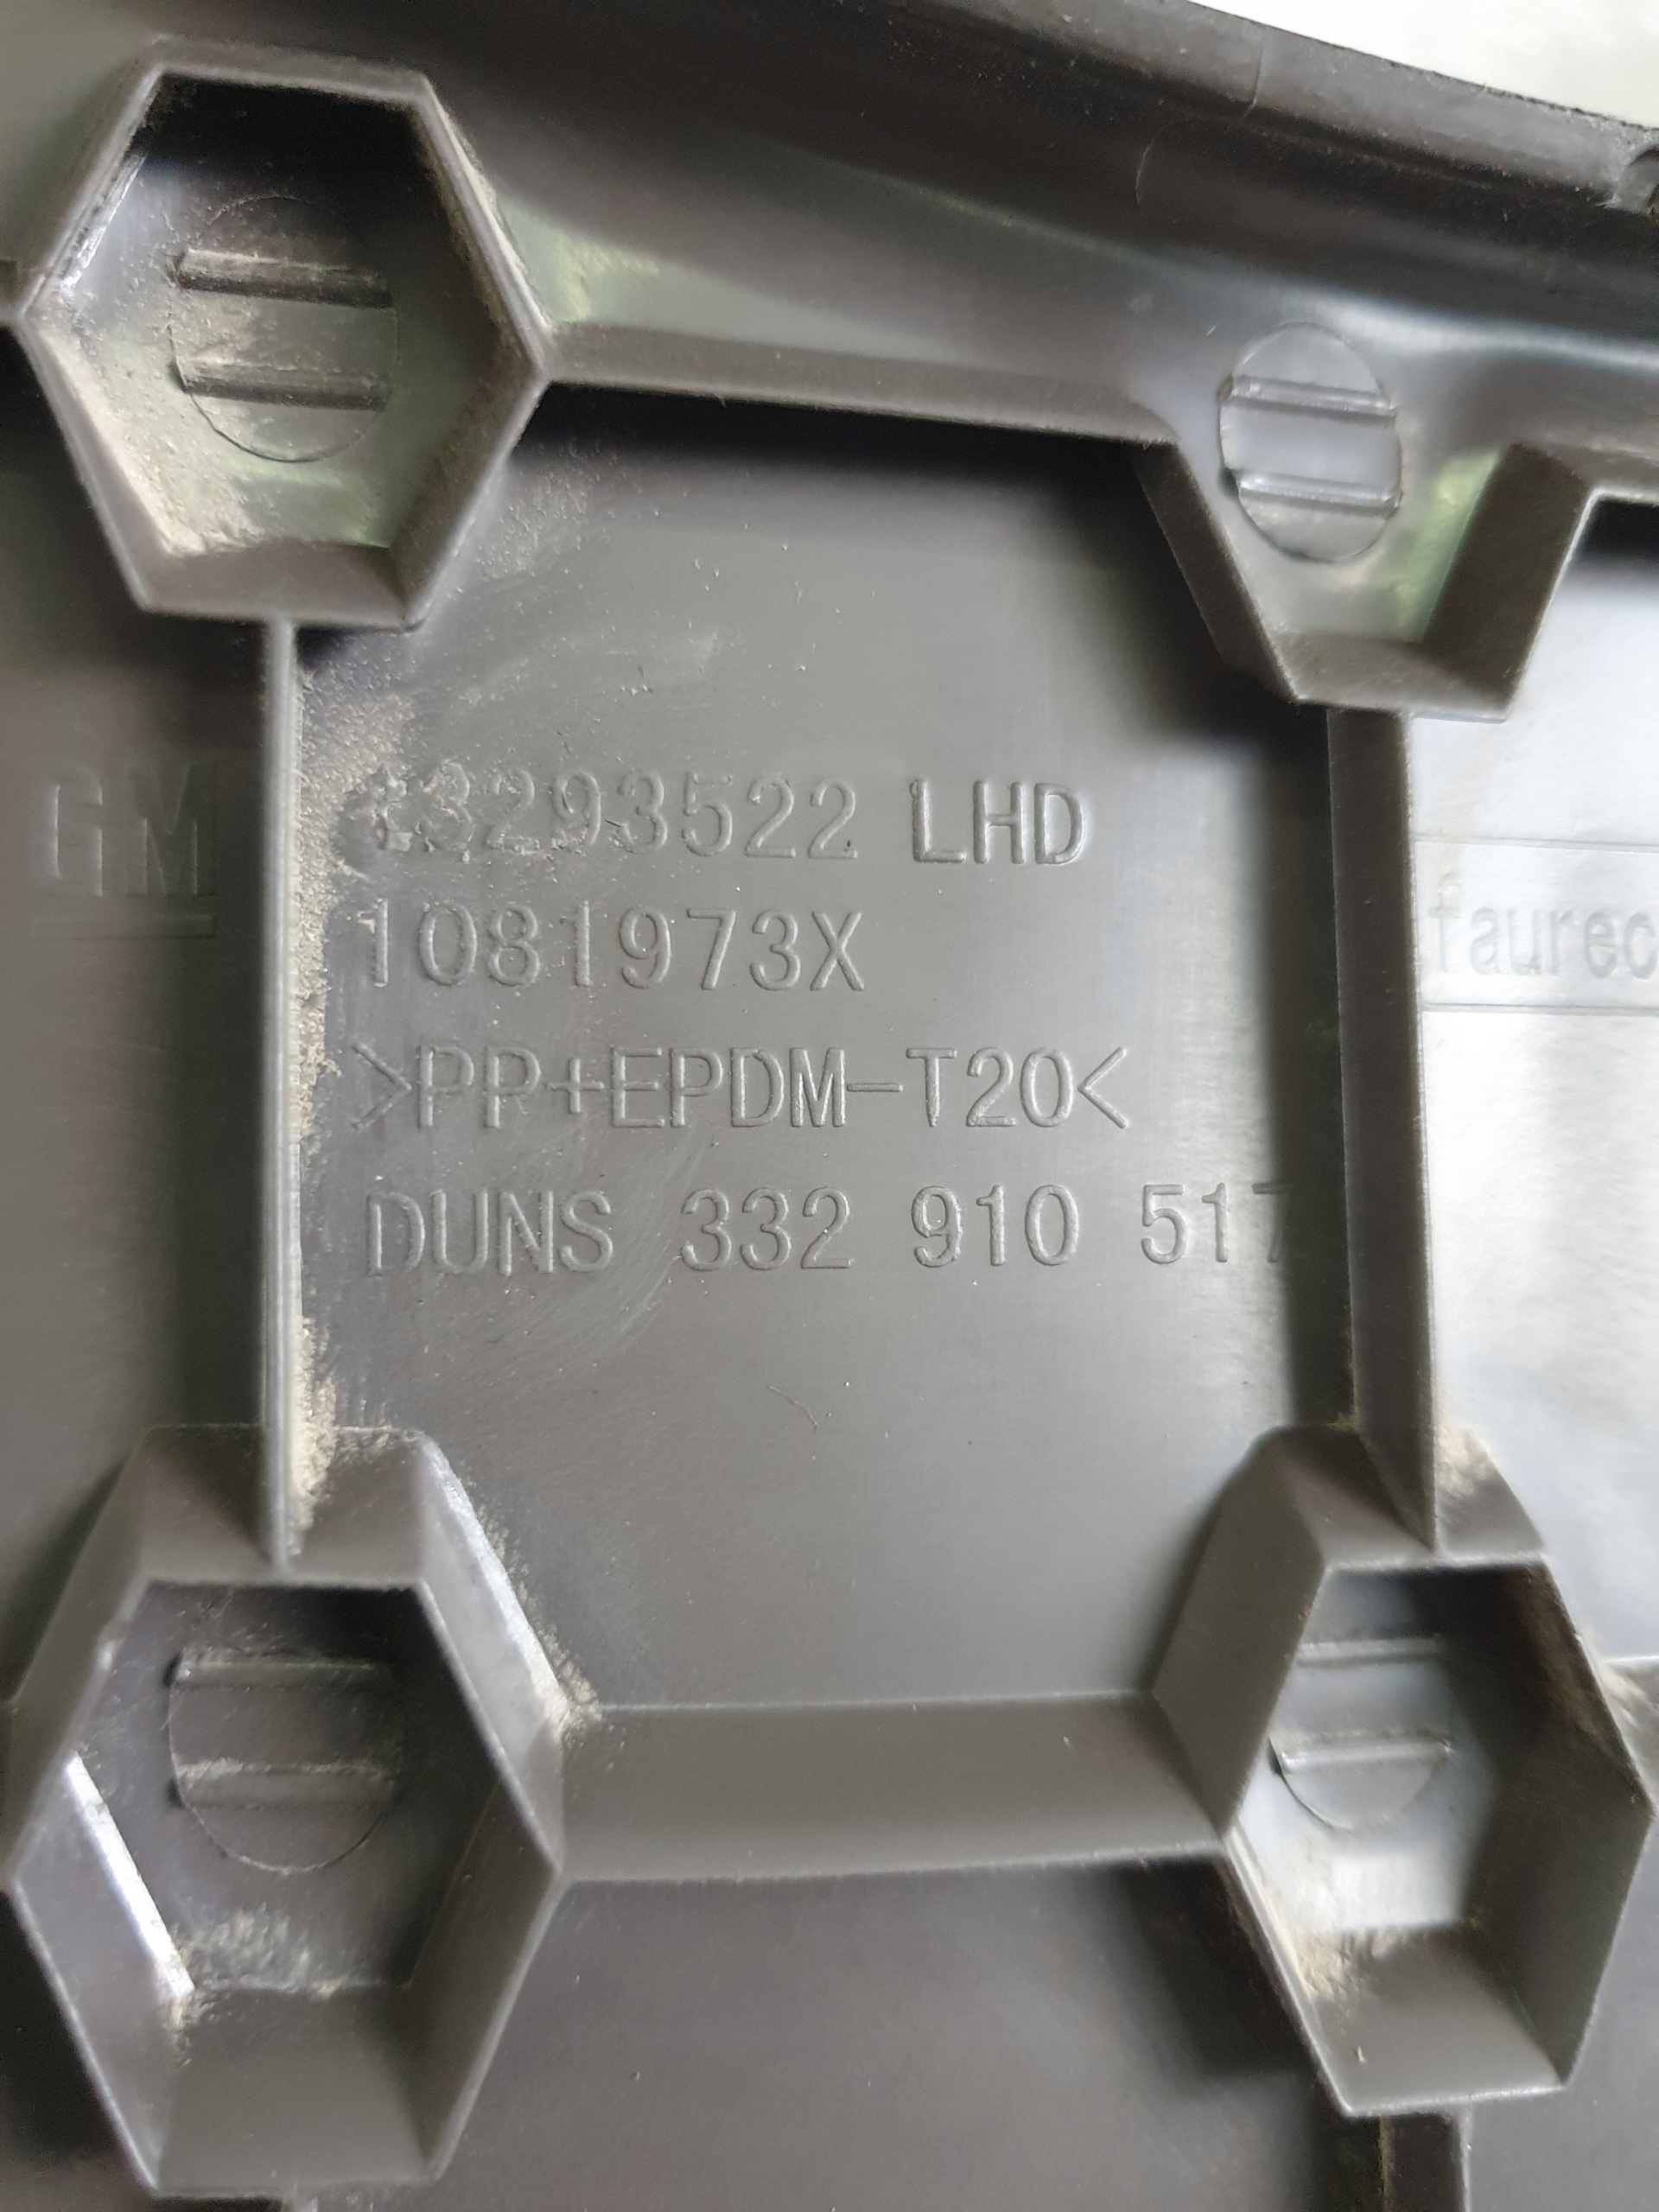 GM
13293522 LHD
1081973X
>PP+EPDM-T20<
DUNS 332 910 517
faurec